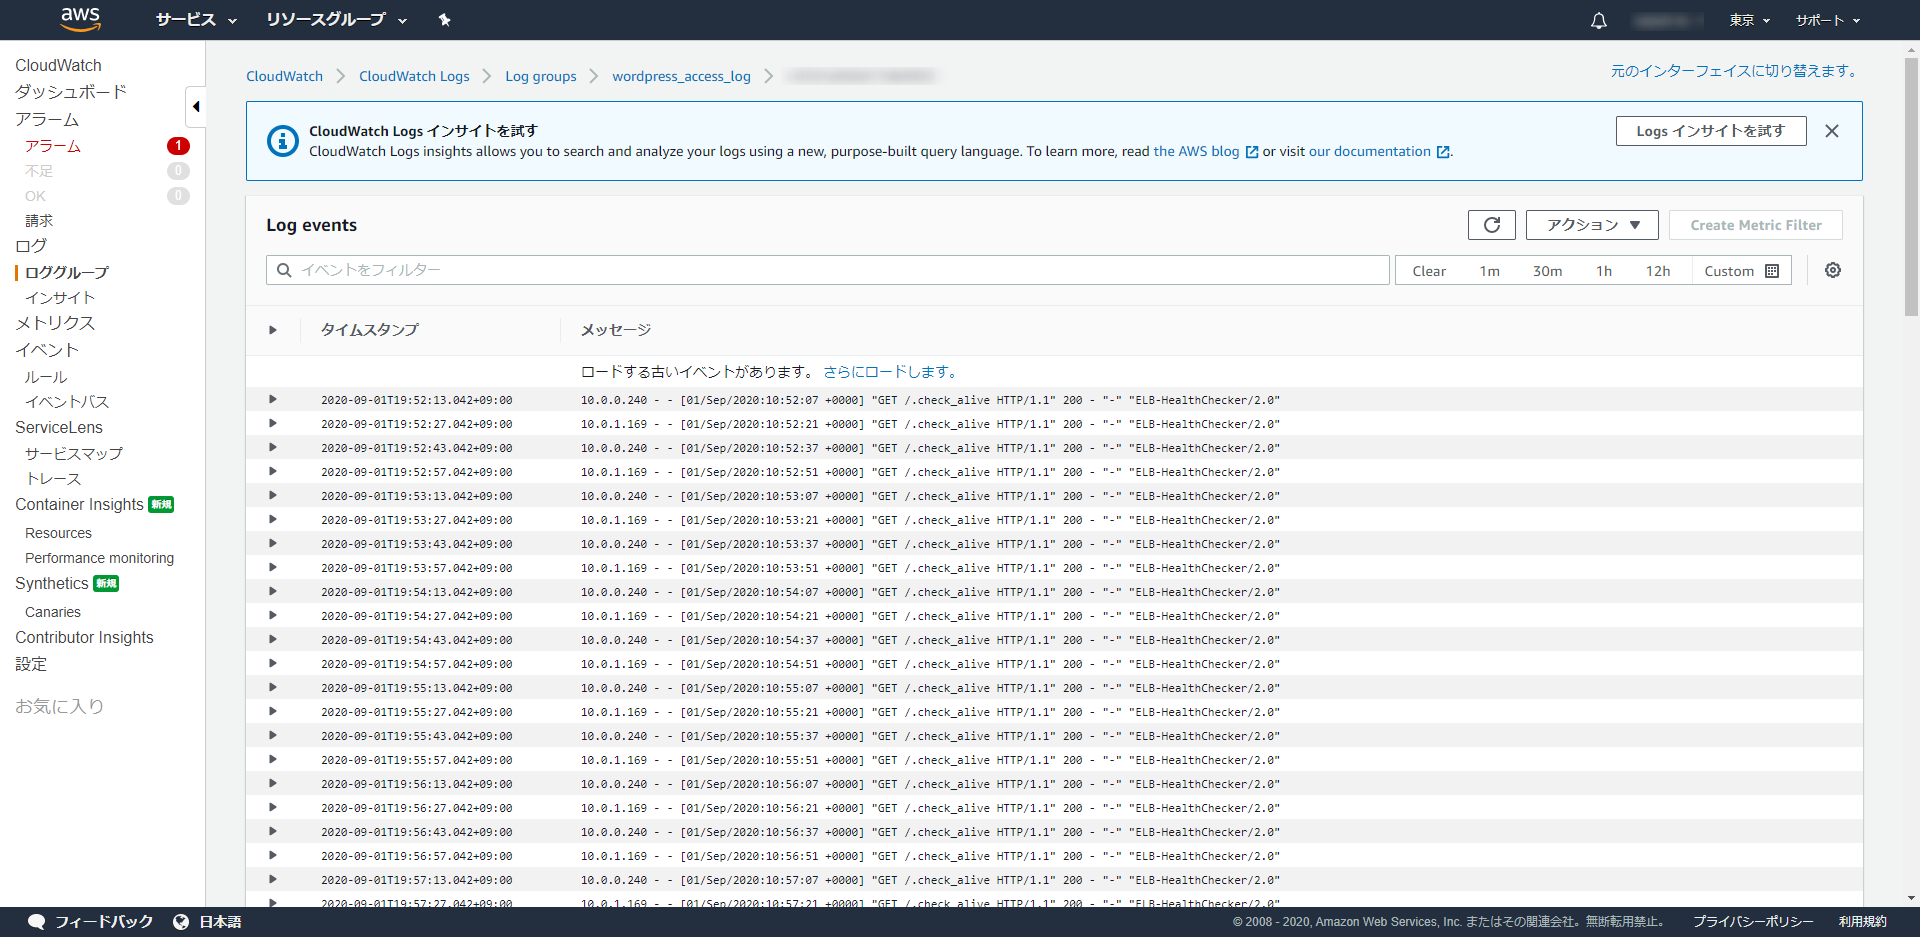 aws サービス リソースグループ 東京 サポート
CloudWatch
ダッシュボード
アラーム
アラーム 1
不足 0
OK 0
請求
ログ
ロググループ
インサイト
メトリクス
イベント
ルール
イベントバス
ServiceLens
サービスマップ
トレース
Container Insights 新規
Resources
Performance monitoring
Synthetics 新規
Canaries
Contributor Insights
設定
お気に入り
CloudWatch CloudWatch Logs Log groups wordpress_access_log
元のインターフェイスに切り替えます。
CloudWatch Logs インサイトを試す
CloudWatch Logs insights allows you to search and analyze your logs using a new, purpose-built query language. To learn more, read the AWS blog or visit our documentation.
Logs インサイトを試す
Log events
アクション Create Metric Filter
イベントをフィルター
Clear 1m 30m 1h 12h Custom
タイムスタンプ メッセージ
ロードする古いイベントがあります。 さらにロードします。
2020-09-01T19:52:13.042+09:00 10.0.0.240 - - [01/Sep/2020:10:52:07 +0000] "GET /.check_alive HTTP/1.1" 200 - "-" "ELB-HealthChecker/2.0"
2020-09-01T19:52:27.042+09:00 10.0.1.169 - - [01/Sep/2020:10:52:21 +0000] "GET /.check_alive HTTP/1.1" 200 - "-" "ELB-HealthChecker/2.0"
2020-09-01T19:52:43.042+09:00 10.0.0.240 - - [01/Sep/2020:10:52:37 +0000] "GET /.check_alive HTTP/1.1" 200 - "-" "ELB-HealthChecker/2.0"
2020-09-01T19:52:57.042+09:00 10.0.1.169 - - [01/Sep/2020:10:52:51 +0000] "GET /.check_alive HTTP/1.1" 200 - "-" "ELB-HealthChecker/2.0"
2020-09-01T19:53:13.042+09:00 10.0.0.240 - - [01/Sep/2020:10:53:07 +0000] "GET /.check_alive HTTP/1.1" 200 - "-" "ELB-HealthChecker/2.0"
2020-09-01T19:53:27.042+09:00 10.0.1.169 - - [01/Sep/2020:10:53:21 +0000] "GET /.check_alive HTTP/1.1" 200 - "-" "ELB-HealthChecker/2.0"
2020-09-01T19:53:43.042+09:00 10.0.0.240 - - [01/Sep/2020:10:53:37 +0000] "GET /.check_alive HTTP/1.1" 200 - "-" "ELB-HealthChecker/2.0"
2020-09-01T19:53:57.042+09:00 10.0.1.169 - - [01/Sep/2020:10:53:51 +0000] "GET /.check_alive HTTP/1.1" 200 - "-" "ELB-HealthChecker/2.0"
2020-09-01T19:54:13.042+09:00 10.0.0.240 - - [01/Sep/2020:10:54:07 +0000] "GET /.check_alive HTTP/1.1" 200 - "-" "ELB-HealthChecker/2.0"
2020-09-01T19:54:27.042+09:00 10.0.1.169 - - [01/Sep/2020:10:54:21 +0000] "GET /.check_alive HTTP/1.1" 200 - "-" "ELB-HealthChecker/2.0"
2020-09-01T19:54:43.042+09:00 10.0.0.240 - - [01/Sep/2020:10:54:37 +0000] "GET /.check_alive HTTP/1.1" 200 - "-" "ELB-HealthChecker/2.0"
2020-09-01T19:54:57.042+09:00 10.0.1.169 - - [01/Sep/2020:10:54:51 +0000] "GET /.check_alive HTTP/1.1" 200 - "-" "ELB-HealthChecker/2.0"
2020-09-01T19:55:13.042+09:00 10.0.0.240 - - [01/Sep/2020:10:55:07 +0000] "GET /.check_alive HTTP/1.1" 200 - "-" "ELB-HealthChecker/2.0"
2020-09-01T19:55:27.042+09:00 10.0.1.169 - - [01/Sep/2020:10:55:21 +0000] "GET /.check_alive HTTP/1.1" 200 - "-" "ELB-HealthChecker/2.0"
2020-09-01T19:55:43.042+09:00 10.0.0.240 - - [01/Sep/2020:10:55:37 +0000] "GET /.check_alive HTTP/1.1" 200 - "-" "ELB-HealthChecker/2.0"
2020-09-01T19:55:57.042+09:00 10.0.1.169 - - [01/Sep/2020:10:55:51 +0000] "GET /.check_alive HTTP/1.1" 200 - "-" "ELB-HealthChecker/2.0"
2020-09-01T19:56:13.042+09:00 10.0.0.240 - - [01/Sep/2020:10:56:07 +0000] "GET /.check_alive HTTP/1.1" 200 - "-" "ELB-HealthChecker/2.0"
2020-09-01T19:56:27.042+09:00 10.0.1.169 - - [01/Sep/2020:10:56:21 +0000] "GET /.check_alive HTTP/1.1" 200 - "-" "ELB-HealthChecker/2.0"
2020-09-01T19:56:43.042+09:00 10.0.0.240 - - [01/Sep/2020:10:56:37 +0000] "GET /.check_alive HTTP/1.1" 200 - "-" "ELB-HealthChecker/2.0"
2020-09-01T19:56:57.042+09:00 10.0.1.169 - - [01/Sep/2020:10:56:51 +0000] "GET /.check_alive HTTP/1.1" 200 - "-" "ELB-HealthChecker/2.0"
2020-09-01T19:57:13.042+09:00 10.0.0.240 - - [01/Sep/2020:10:57:07 +0000] "GET /.check_alive HTTP/1.1" 200 - "-" "ELB-HealthChecker/2.0"
2020-09-01T19:57:27.042+09:00 10.0.1.169 - - [01/Sep/2020:10:57:21 +0000] "GET /.check_alive HTTP/1.1" 200 - "-" "ELB-HealthChecker/2.0"
フィードバック 日本語 © 2008 - 2020, Amazon Web Services, Inc. またはその関連会社。無断転用禁止。 プライバシーポリシー 利用規約